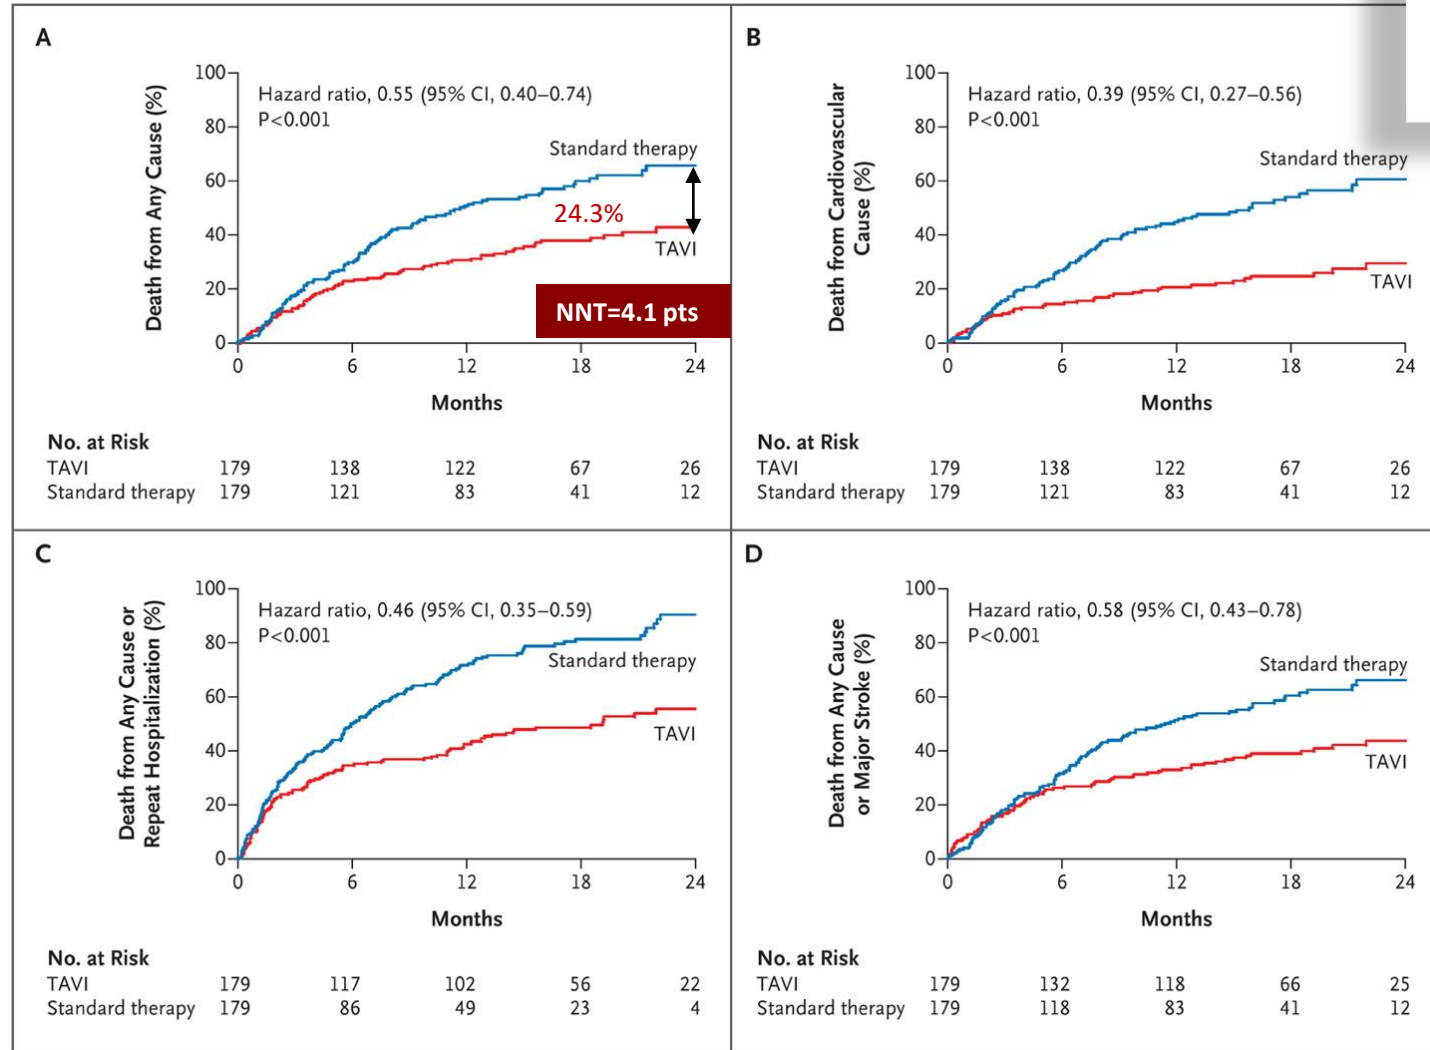 A
Death from Any Cause (%)
100
80
60
40
20
0
Hazard ratio, 0.55 (95% CI, 0.40–0.74)
P<0.001
Standard therapy
24.3%
TAVI
NNT=4.1 pts
0 6 12 18 24
Months
No. at Risk
TAVI 179 138 122 67 26
Standard therapy 179 121 83 41 12
B
Death from Cardiovascular
Cause (%)
100
80
60
40
20
0
Hazard ratio, 0.39 (95% CI, 0.27–0.56)
P<0.001
Standard therapy
TAVI
0 6 12 18 24
Months
No. at Risk
TAVI 179 138 122 67 26
Standard therapy 179 121 83 41 12
C
Death from Any Cause or
Repeat Hospitalization (%)
100
80
60
40
20
0
Hazard ratio, 0.46 (95% CI, 0.35–0.59)
P<0.001
Standard therapy
TAVI
0 6 12 18 24
Months
No. at Risk
TAVI 179 117 102 56 22
Standard therapy 179 86 49 23 4
D
Death from Any Cause
or Major Stroke (%)
100
80
60
40
20
0
Hazard ratio, 0.58 (95% CI, 0.43–0.78)
P<0.001
Standard therapy
TAVI
0 6 12 18 24
Months
No. at Risk
TAVI 179 132 118 66 25
Standard therapy 179 118 83 41 12